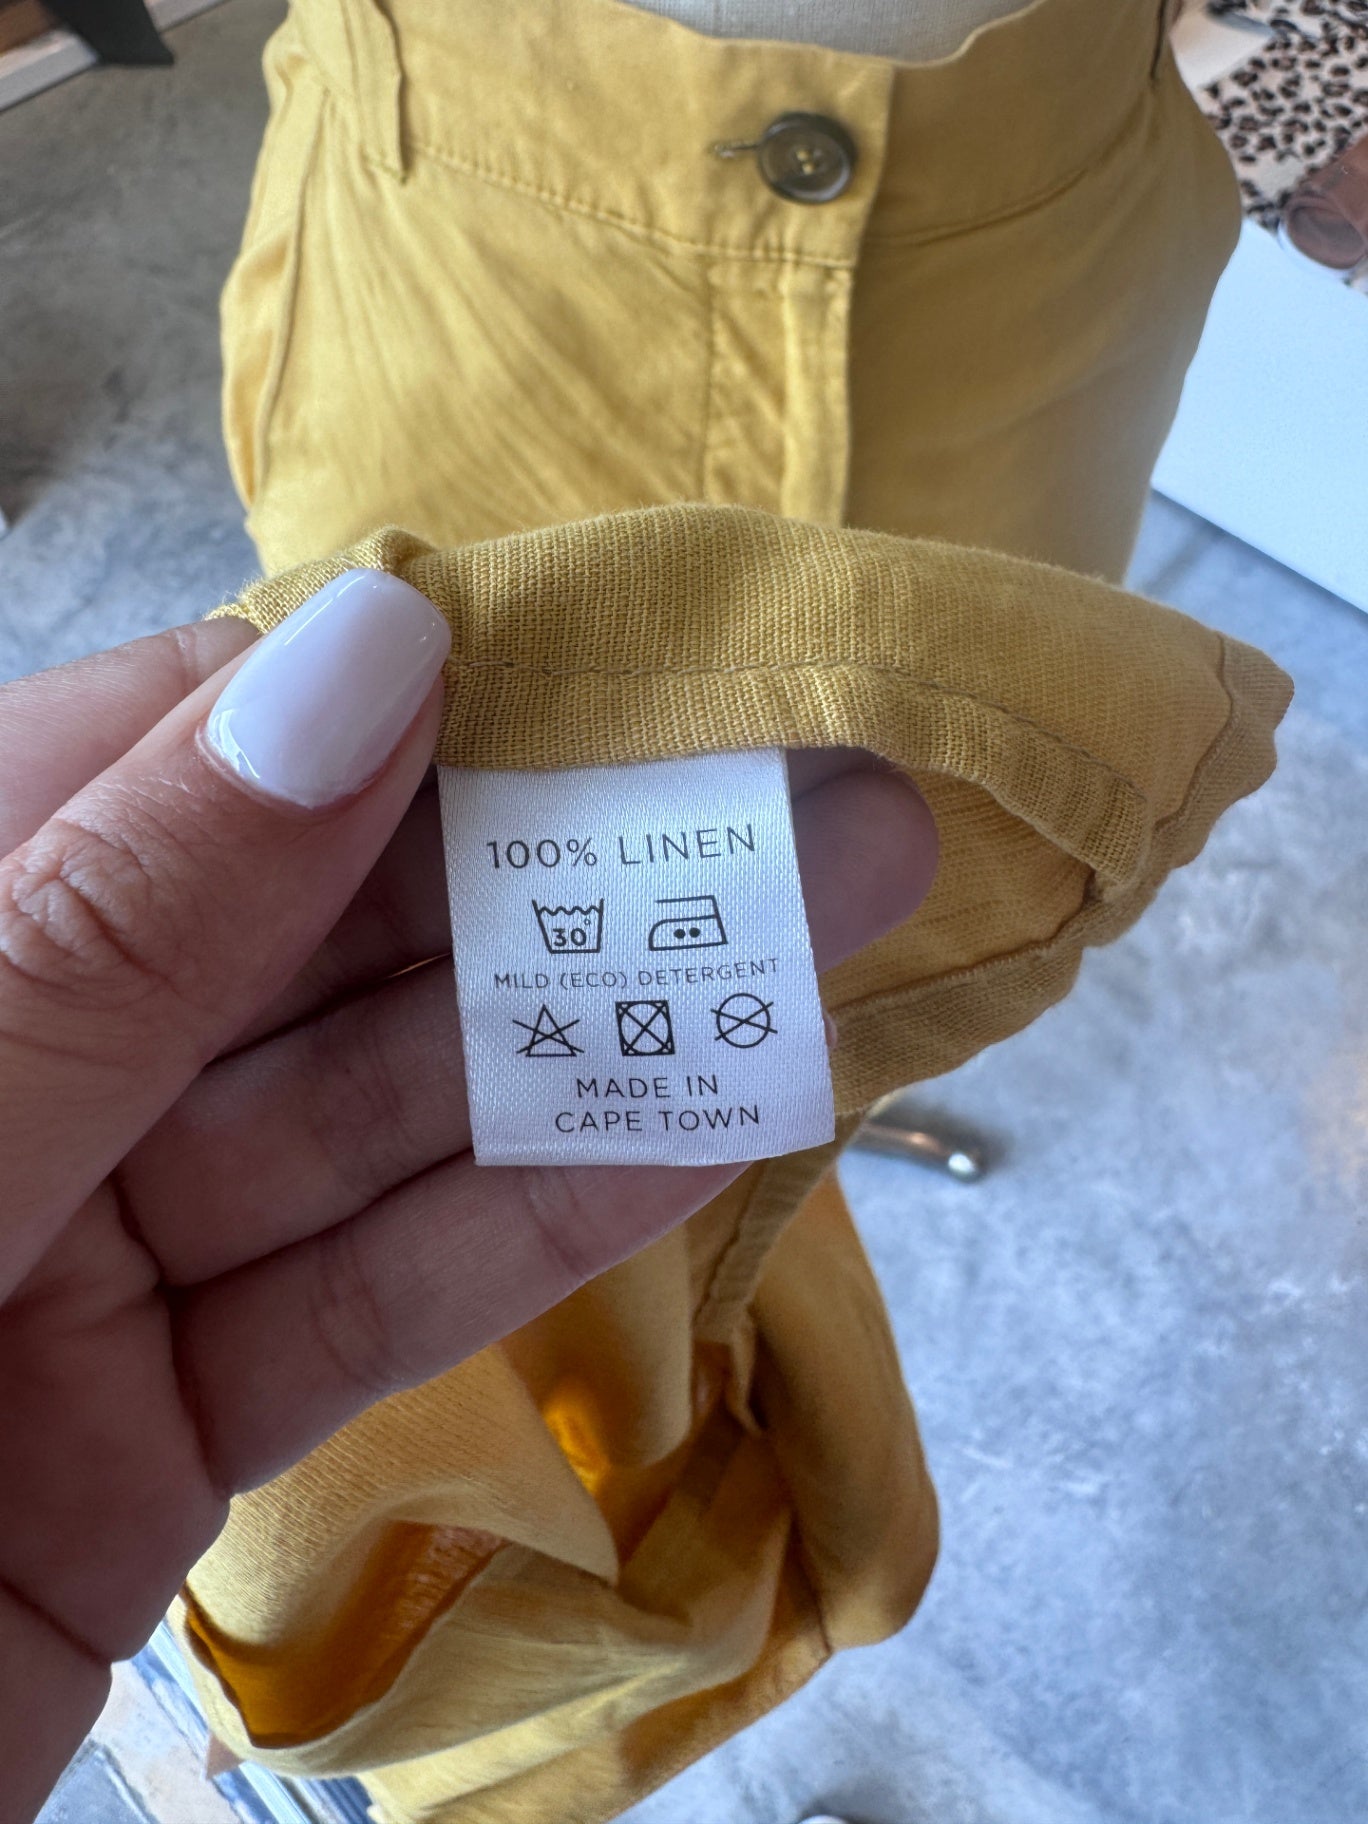 100% LINEN
30°
MILD (ECO) DETERGENT
MADE IN
CAPE TOWN